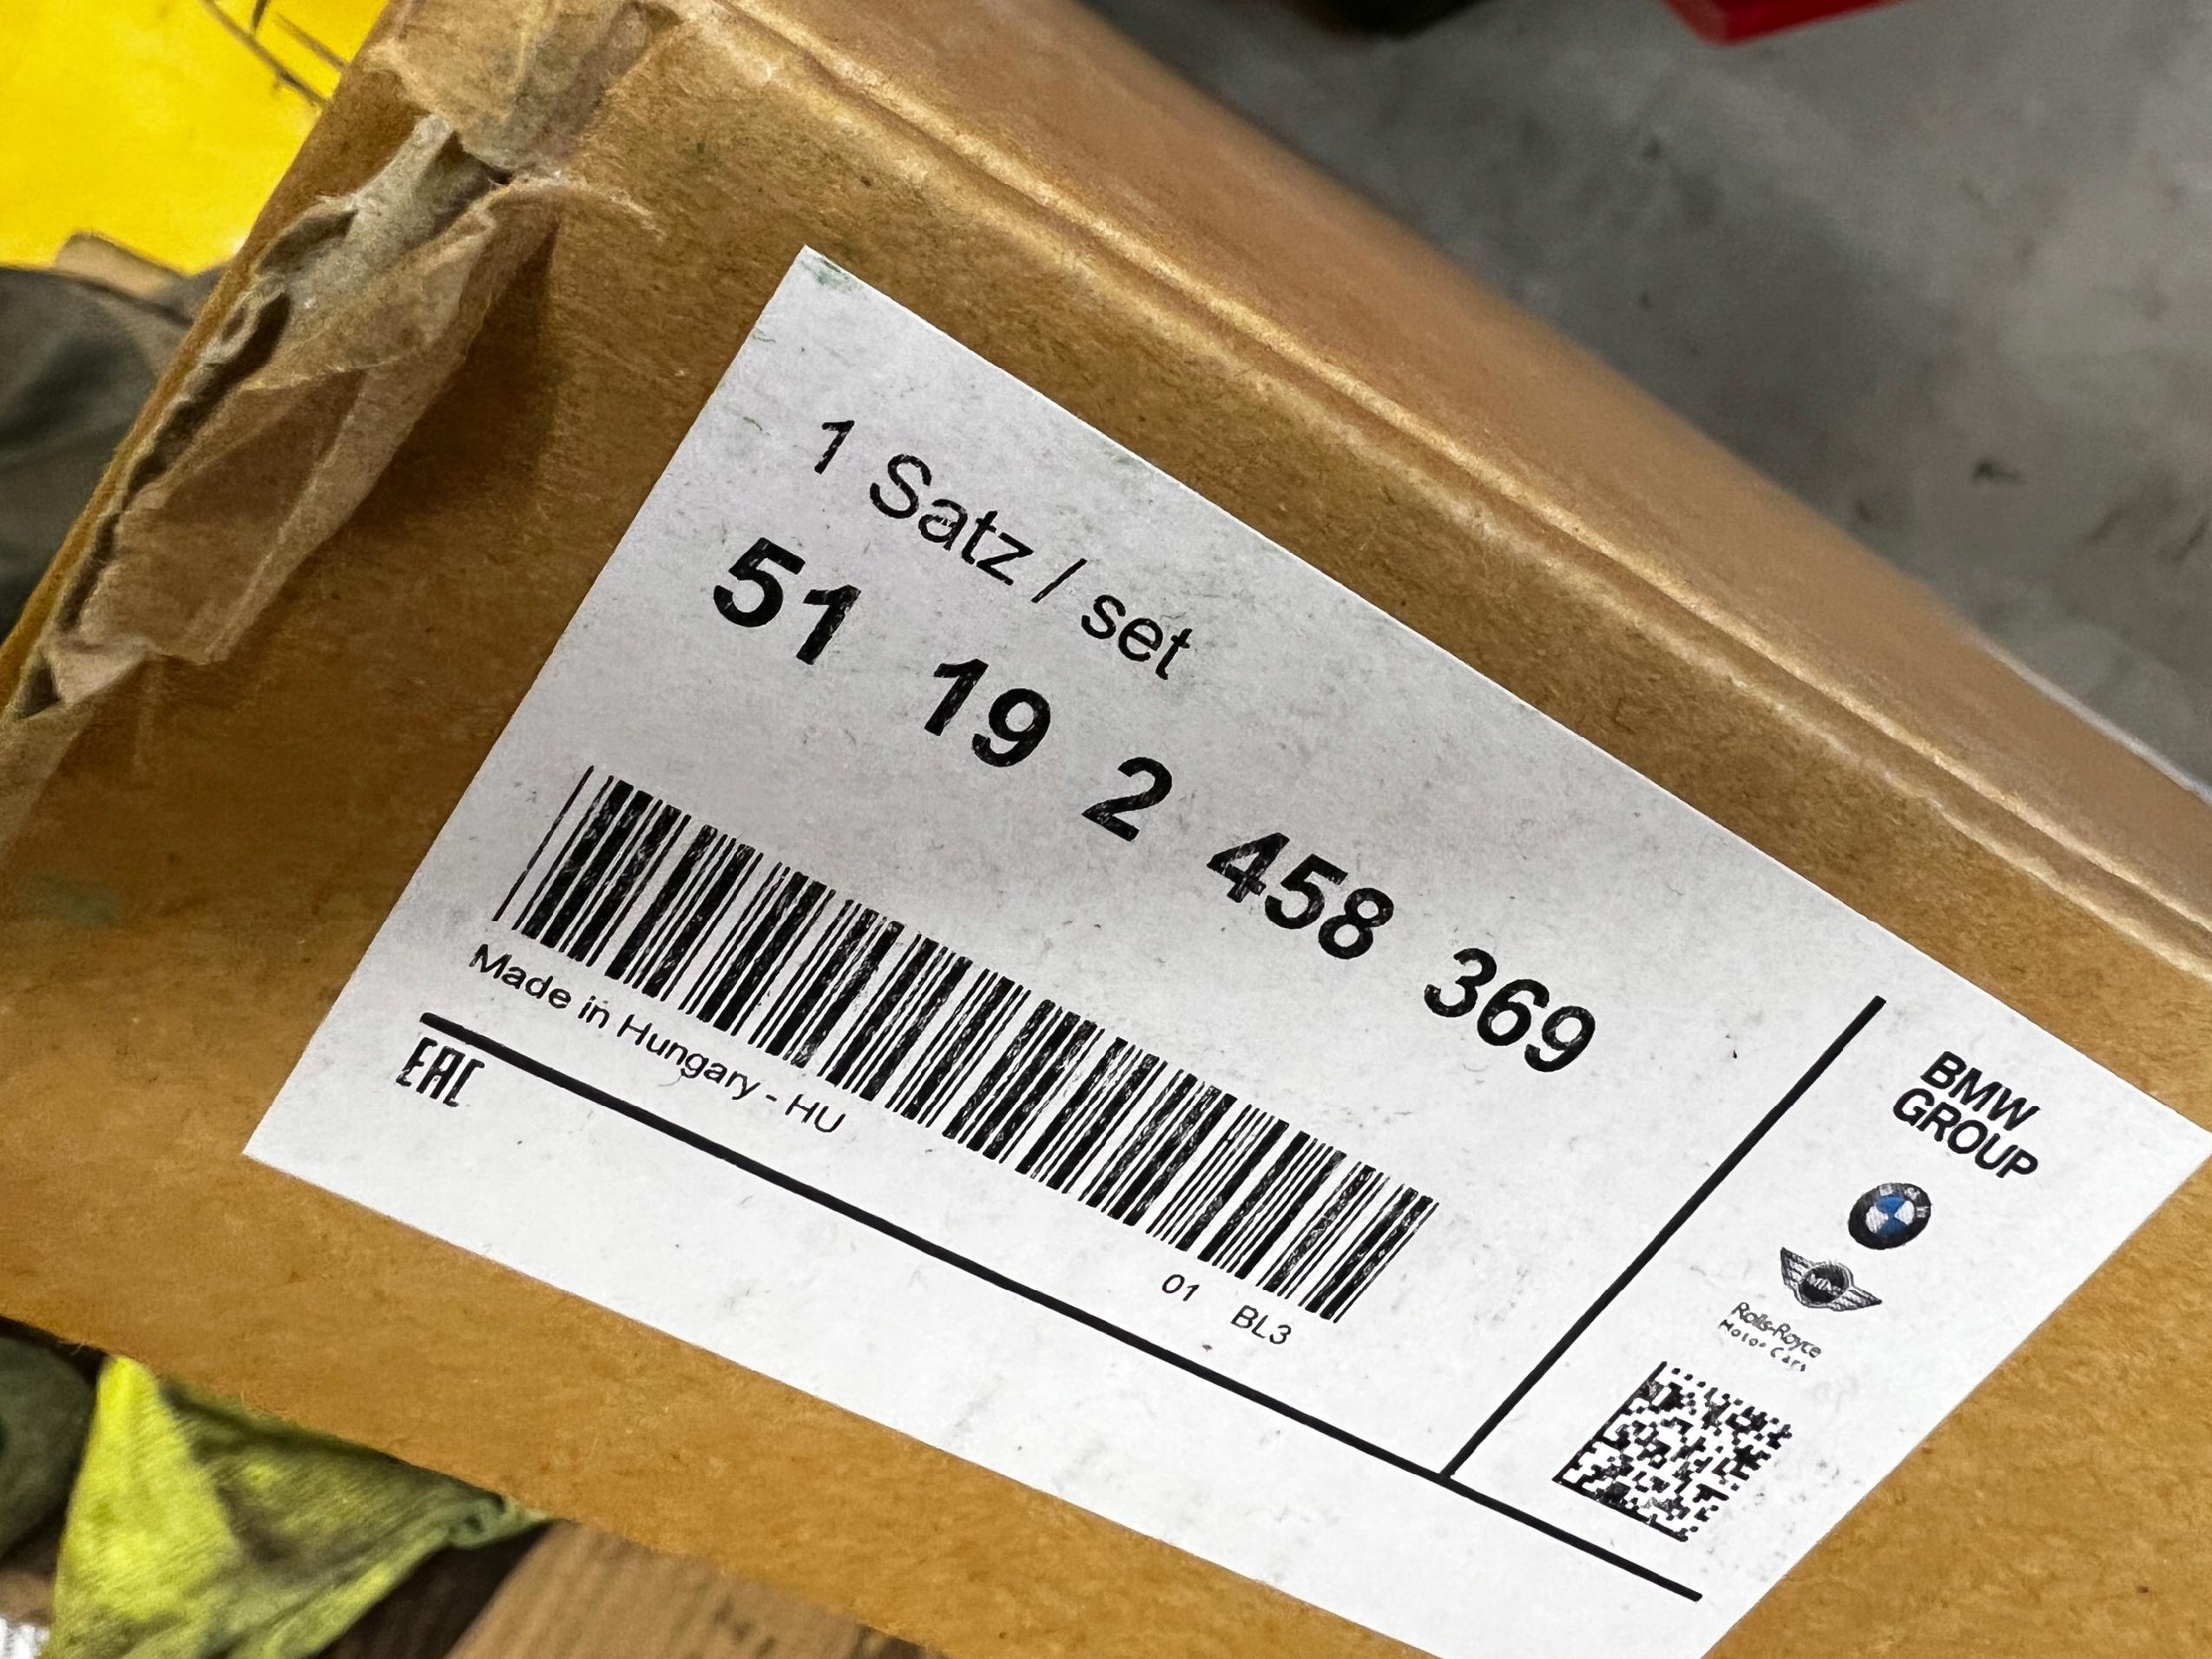 1 Satz / set
51 19 2 458 369
Made in Hungary - HU
01 BL3
EAC
BMW
GROUP
MINI
Rolls-Royce
Motor Cars